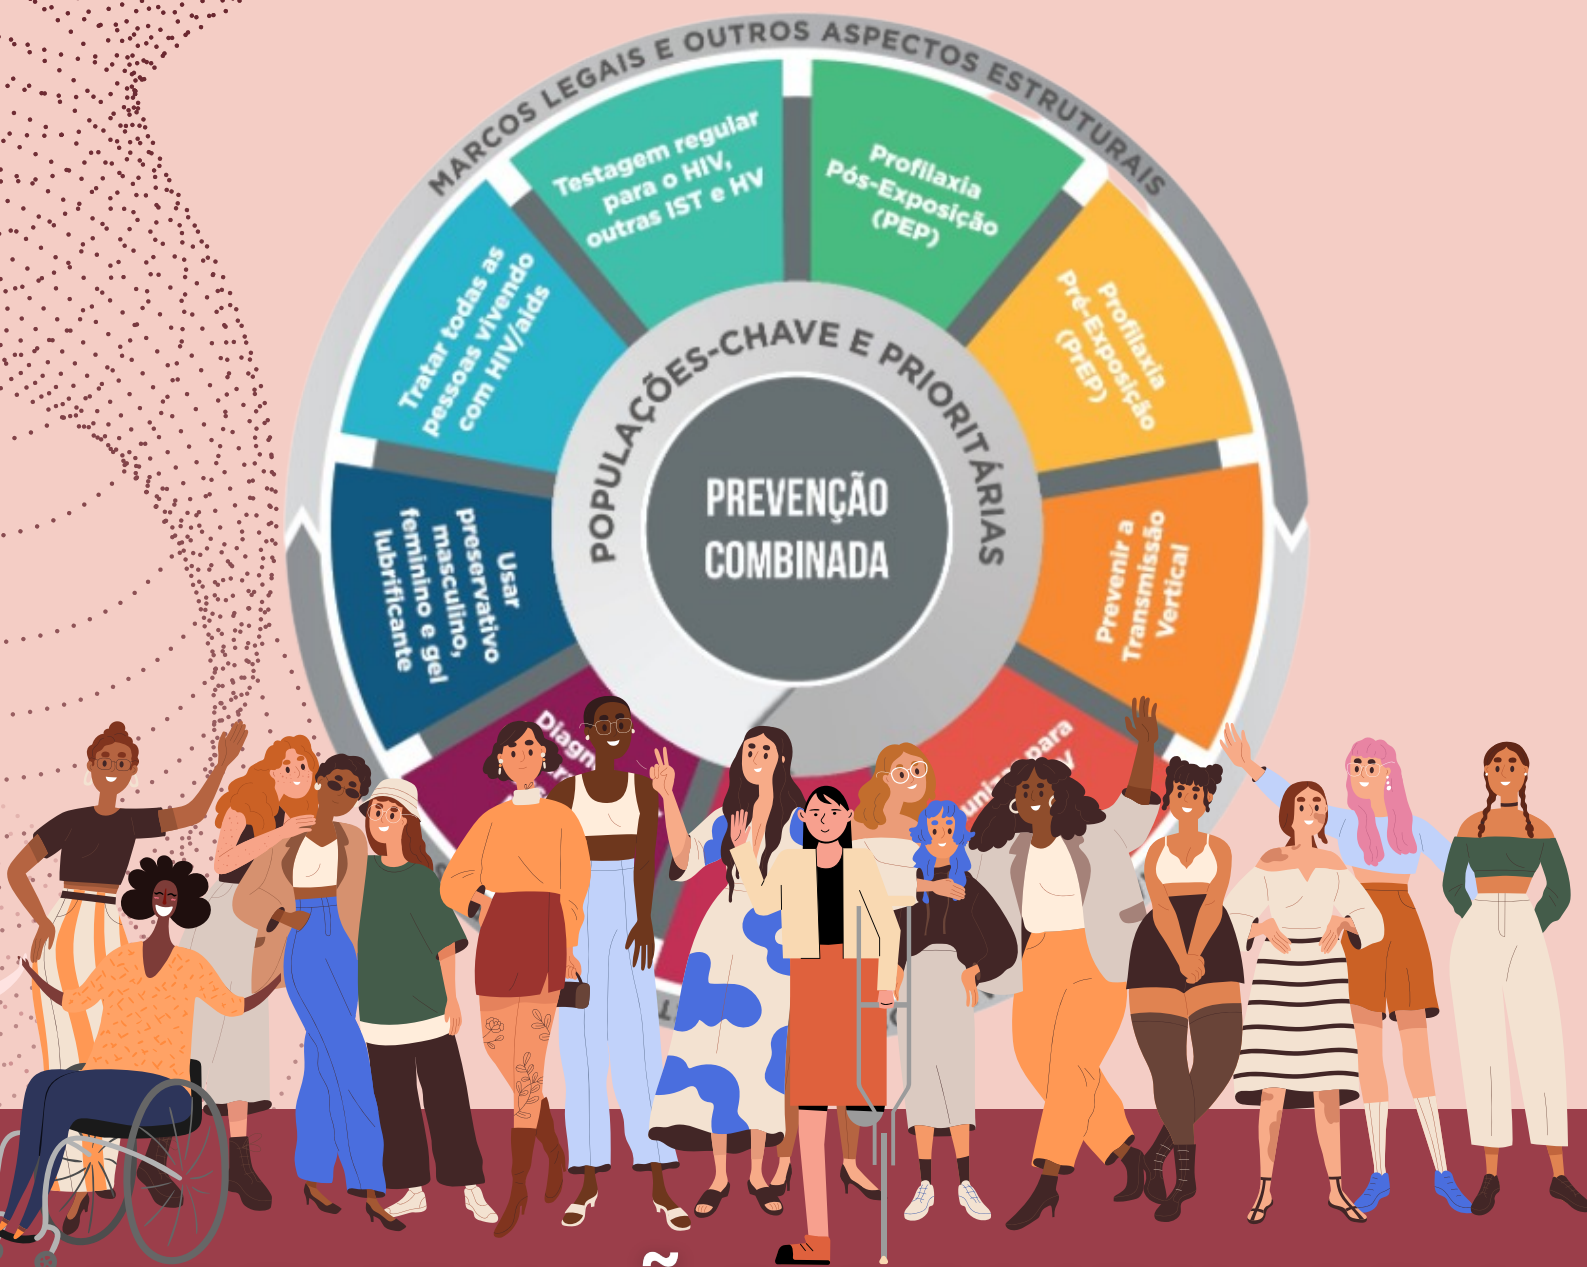 MARCOS LEGAIS E OUTROS ASPECTOS ESTRUTURAIS
Testagem regular
para o HIV,
outras IST e HV
Profilaxia
Pós-Exposição
(PEP)
Profilaxia
Pré-Exposição
(PrEP)
Prevenir a
Transmissão
Vertical
para
Usar
preservativo
masculino,
feminino e gel
lubrificante
Tratar todas as
pessoas vivendo
com HIV/aids
POPULAÇÕES-CHAVE E PRIORITÁRIAS
PREVENÇÃO
COMBINADA